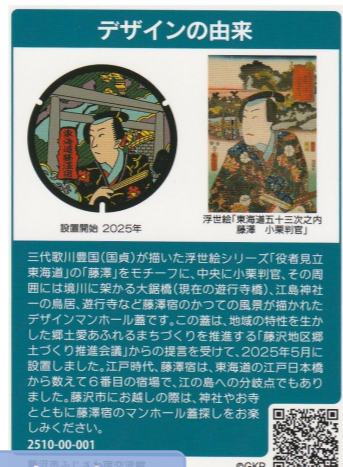 デザインの由来
東海道藤澤宿
設置開始 2025年
浮世絵「東海道五十三次之内
藤澤 小栗判官」
三代歌川豊国(国貞)が描いた浮世絵シリーズ「役者見立
東海道」の「藤澤」をモチーフに、中央に小栗判官、その周
囲には境川に架かる大鋸橋(現在の遊行寺橋)、江島神社
一の鳥居、遊行寺など藤澤宿のかつての風景が描かれた
デザインマンホール蓋です。この蓋は、地域の特性を生か
した郷土愛あふれるまちづくりを推進する「藤沢地区郷
土づくり推進会議」からの提言を受けて、2025年5月に
設置しました。江戸時代、藤澤宿は、東海道の江戸日本橋
から数えて6番目の宿場で、江の島への分岐点でもあり
ました。藤沢市にお越しの際は、神社やお寺
とともに藤澤宿のマンホール蓋探しをお楽
しみください。
2510-00-001
©GKP